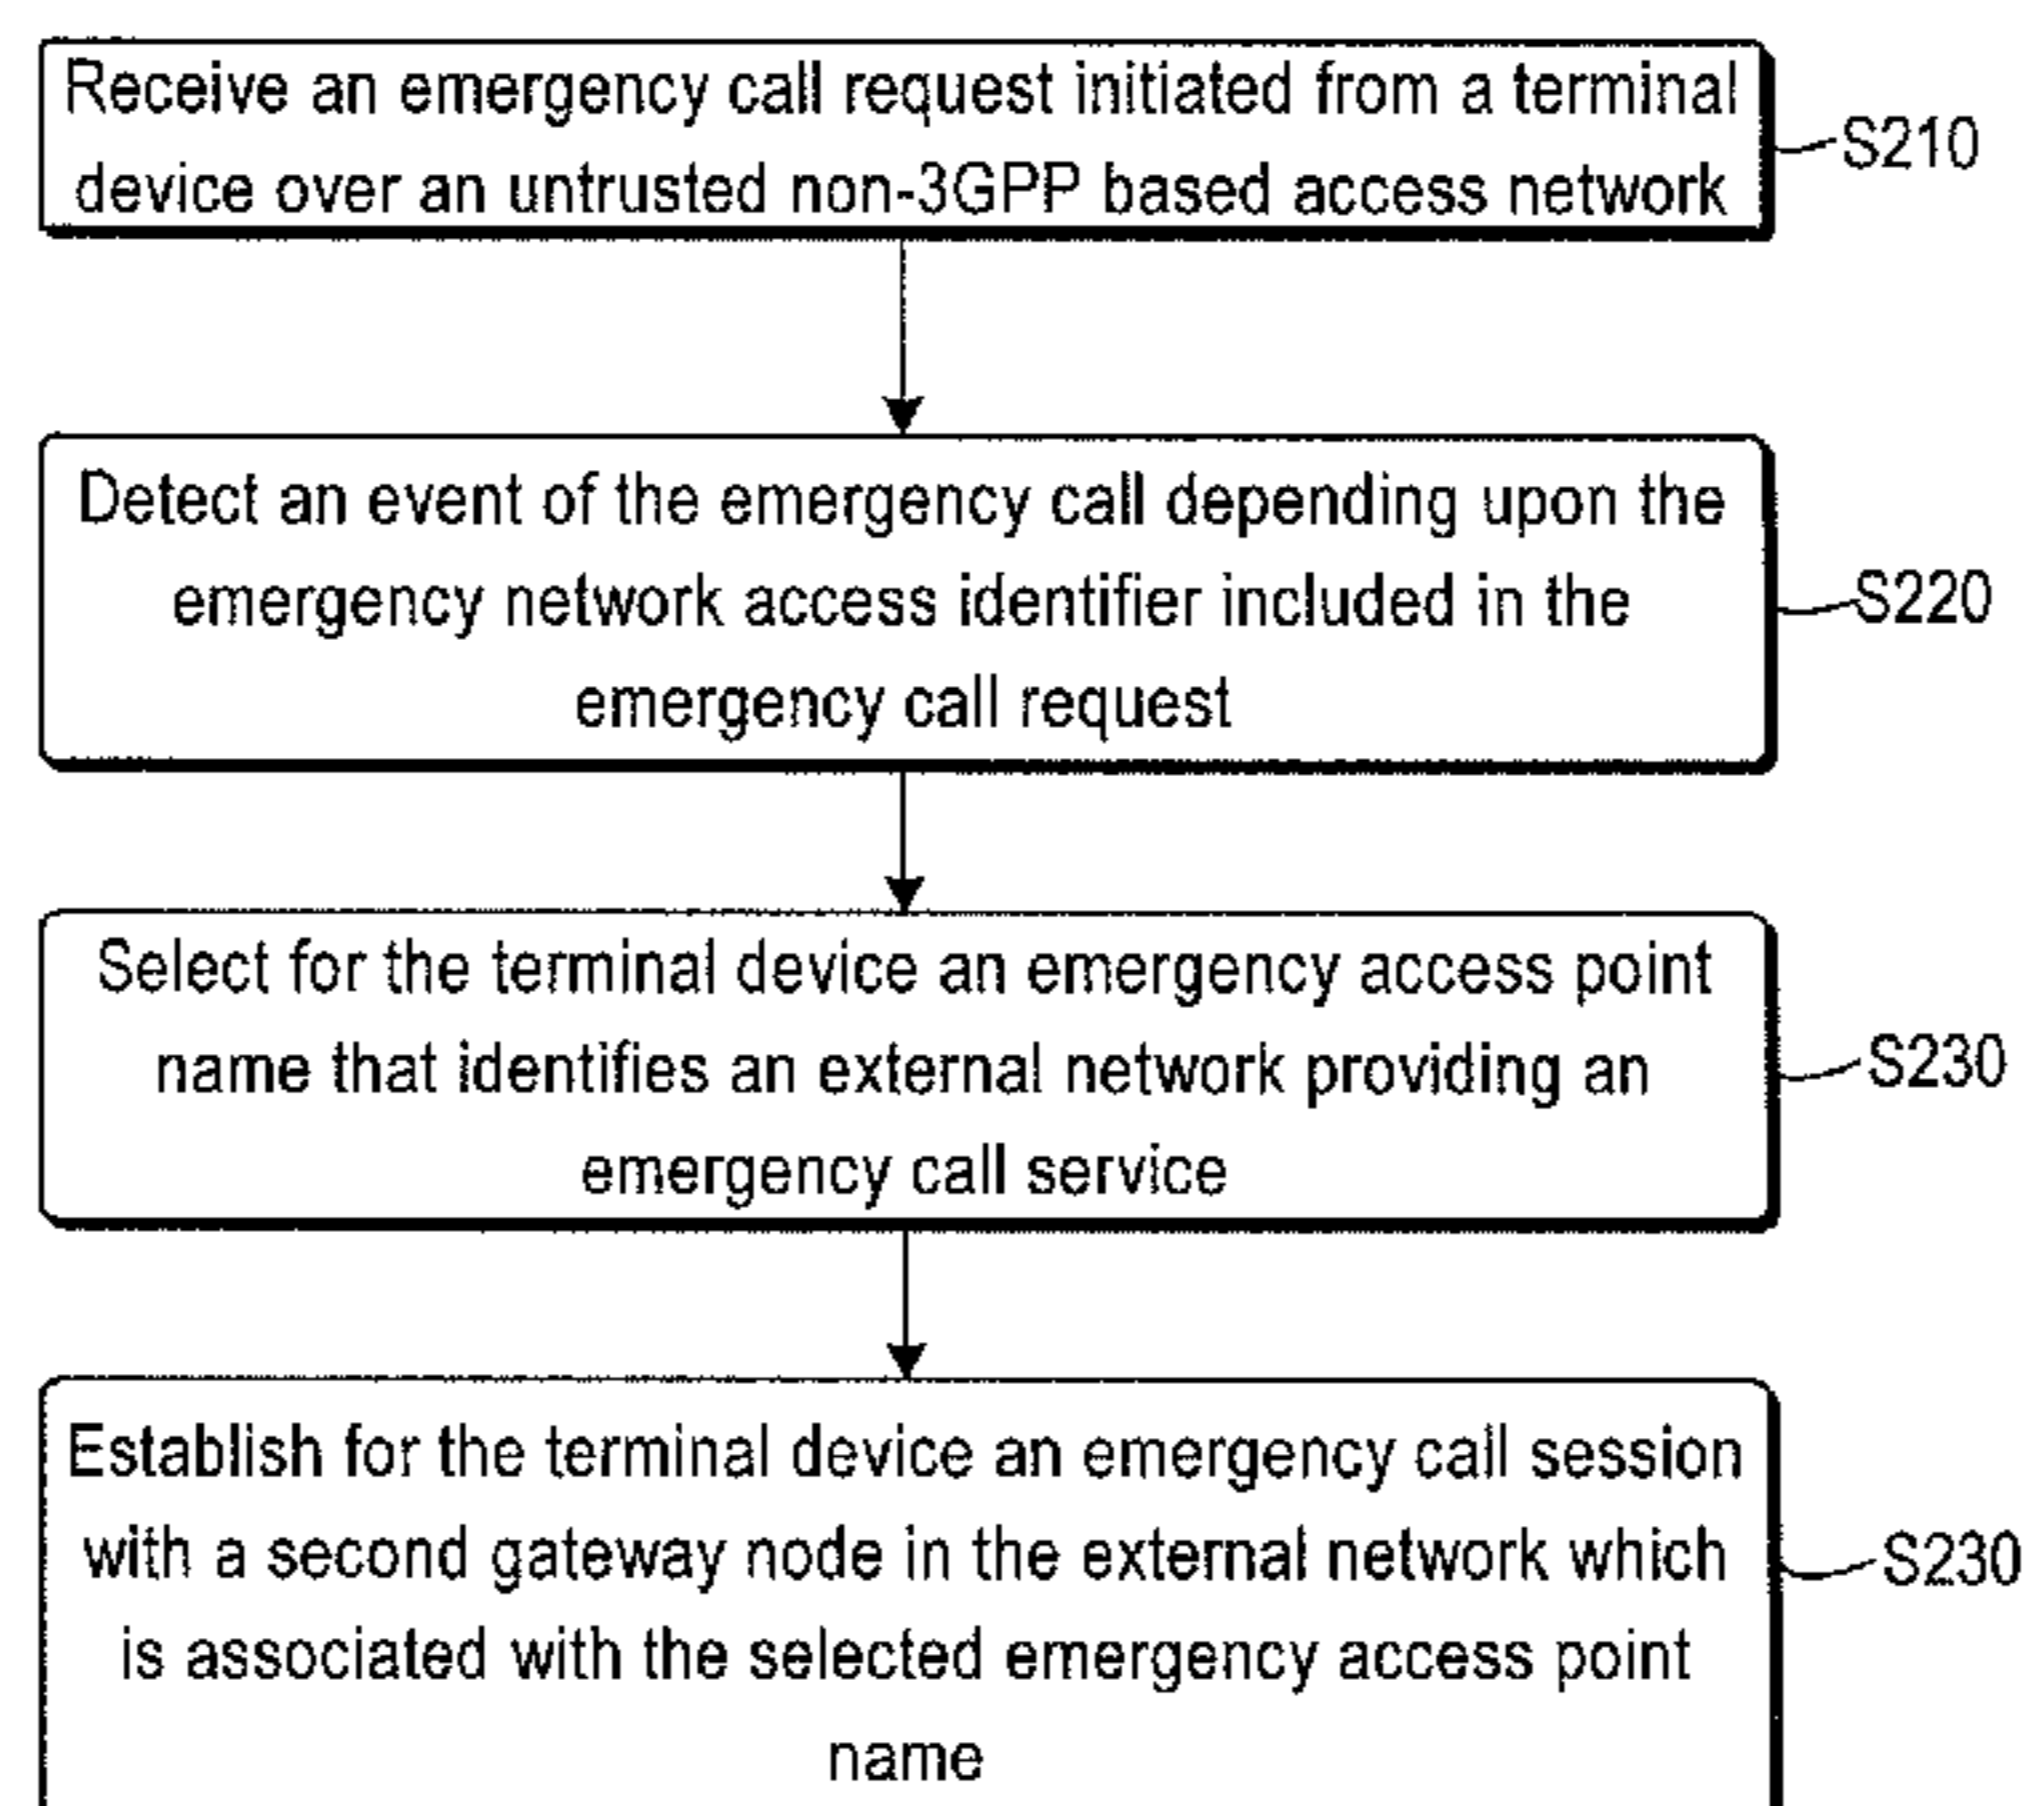 Receive an emergency call request initiated from a terminal
device over an untrusted non-3GPP based access network
S210
Detect an event of the emergency call depending upon the
emergency network access identifier included in the
emergency call request
S220
Select for the terminal device an emergency access point
name that identifies an external network providing an
emergency call service
S230
Establish for the terminal device an emergency call session
with a second gateway node in the external network which
is associated with the selected emergency access point
name
S230